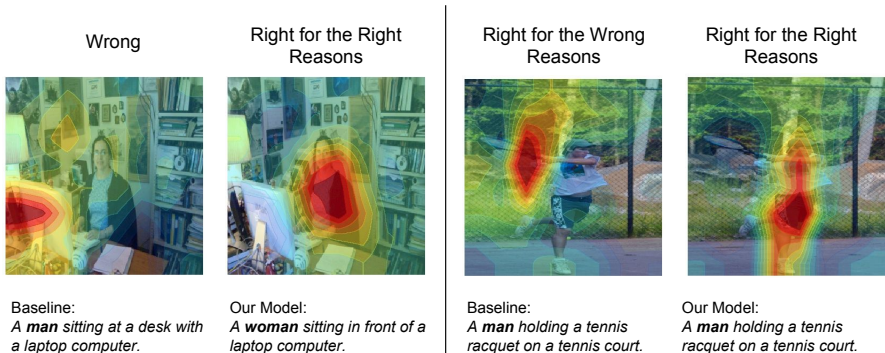 Wrong
Right for the Right
Reasons
Right for the Wrong
Reasons
Right for the Right
Reasons
Baseline:
A man sitting at a desk with
a laptop computer.
Our Model:
A woman sitting in front of a
laptop computer.
Baseline:
A man holding a tennis
racquet on a tennis court.
Our Model:
A man holding a tennis
racquet on a tennis court.